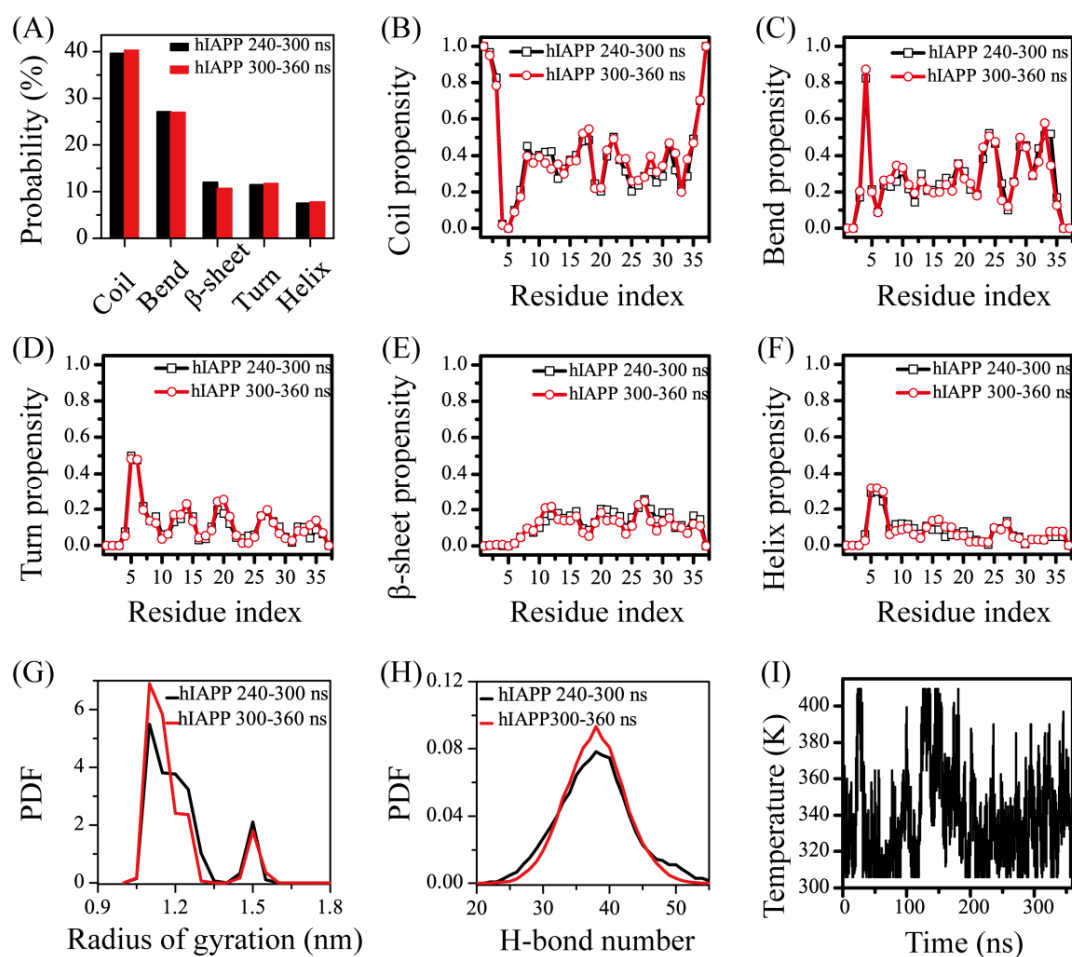 (A)
hIAPP 240-300 ns
hIAPP 300-360 ns
Probability (%)
40
30
20
10
0
Coil
Bend
β-sheet
Turn
Helix
(B)
hIAPP 240-300 ns
hIAPP 300-360 ns
Coil propensity
1.0
0.8
0.6
0.4
0.2
0.0
5 10 15 20 25 30 35
Residue index
(C)
hIAPP 240-300 ns
hIAPP 300-360 ns
Bend propensity
1.0
0.8
0.6
0.4
0.2
0.0
5 10 15 20 25 30 35
Residue index
(D)
hIAPP 240-300 ns
hIAPP 300-360 ns
Turn propensity
1.0
0.8
0.6
0.4
0.2
0.0
5 10 15 20 25 30 35
Residue index
(E)
hIAPP 240-300 ns
hIAPP 300-360 ns
β-sheet propensity
1.0
0.8
0.6
0.4
0.2
0.0
5 10 15 20 25 30 35
Residue index
(F)
hIAPP 240-300 ns
hIAPP 300-360 ns
Helix propensity
1.0
0.8
0.6
0.4
0.2
0.0
5 10 15 20 25 30 35
Residue index
(G)
hIAPP 240-300 ns
hIAPP 300-360 ns
PDF
6
4
2
0
0.9 1.2 1.5 1.8
Radius of gyration (nm)
(H)
hIAPP 240-300 ns
hIAPP300-360 ns
PDF
0.12
0.08
0.04
0.00
20 30 40 50
H-bond number
(I)
Temperature (K)
400
380
360
340
320
300
0 100 200 300
Time (ns)